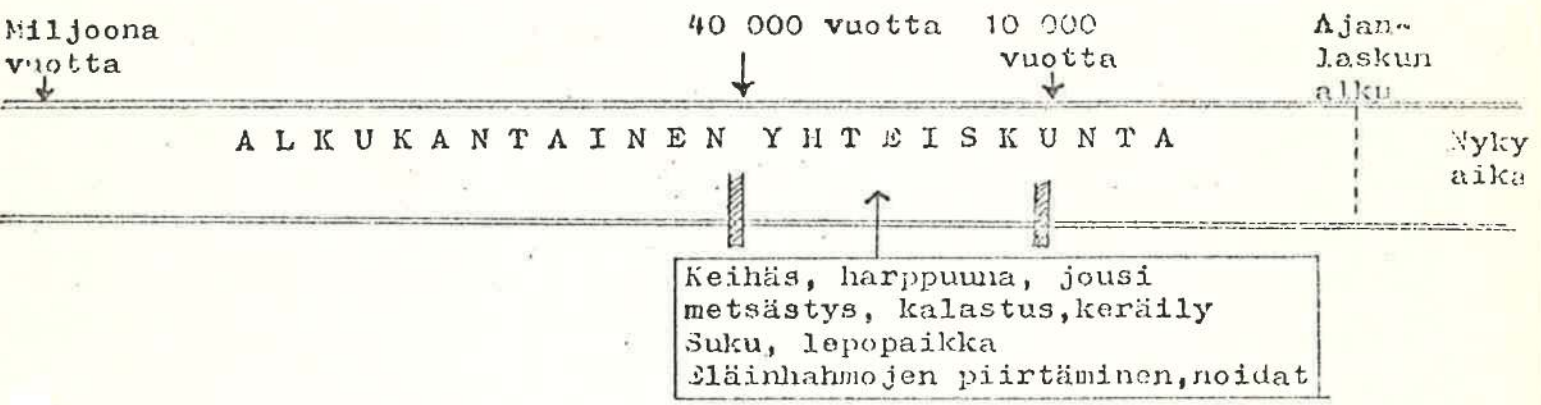 Miljoona
vuotta
40 000 vuotta
10 000
vuotta
Ajan-
laskun
alku
ALKUKANTAINEN YHTEISKUNTA
Nyky
aika
Keihäs, harppuuna, jousi
metsästys, kalastus,keräily
Suku, lepopaikka
Eläinhahmojen piirtäminen,noidat